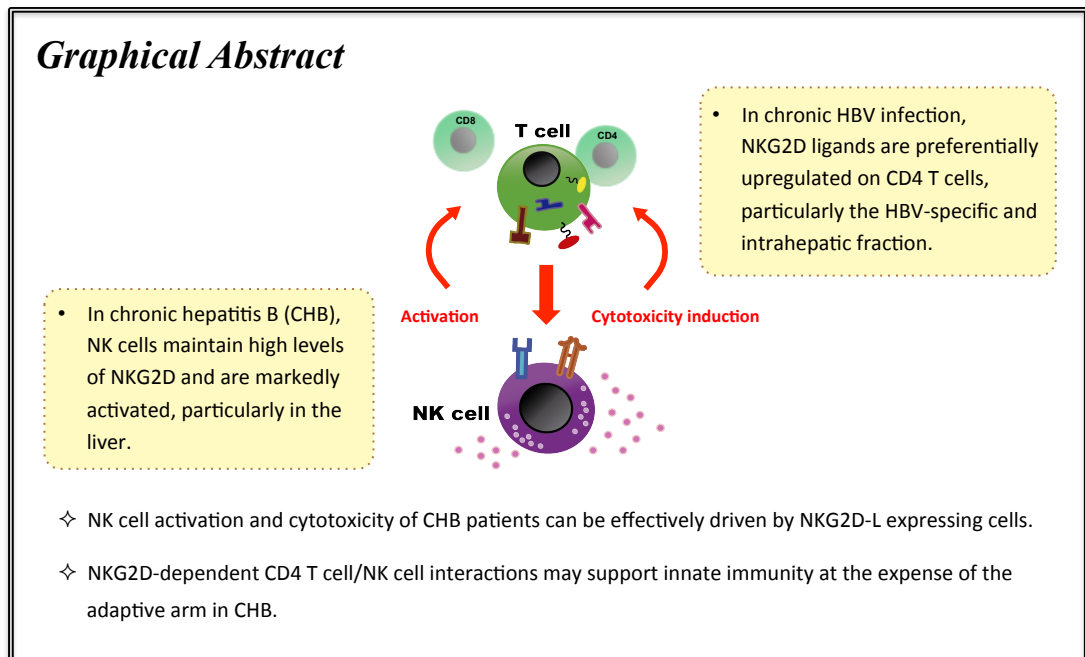 Graphical Abstract
CD8
T cell
CD4
• In chronic HBV infection,
NKG2D ligands are preferentially
upregulated on CD4 T cells,
particularly the HBV-specific and
intrahepatic fraction.
• In chronic hepatitis B (CHB),
NK cells maintain high levels
of NKG2D and are markedly
activated, particularly in the
liver.
Activation
Cytotoxicity induction
NK cell
✧ NK cell activation and cytotoxicity of CHB patients can be effectively driven by NKG2D-L expressing cells.
✧ NKG2D-dependent CD4 T cell/NK cell interactions may support innate immunity at the expense of the
adaptive arm in CHB.